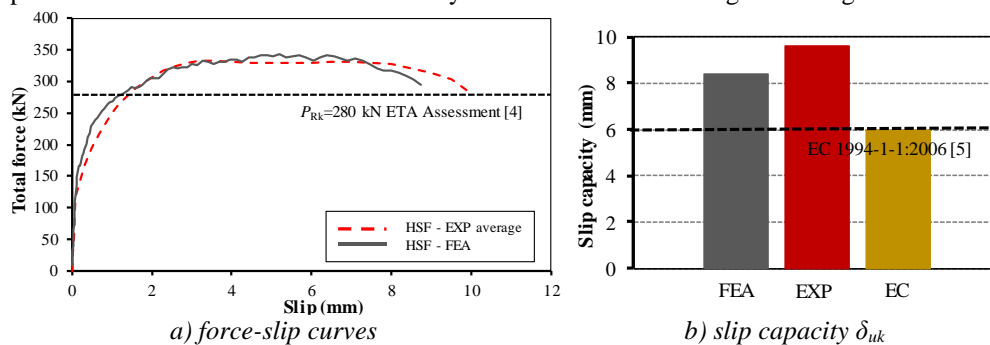 400
350
300
250
200
150
100
50
0
Total force (kN)
P_Rk=280 kN ETA Assessment [4]
HSF - EXP average
HSF - FEA
0 2 4 6 8 10 12
Slip (mm)
a) force-slip curves
10
8
6
4
2
0
Slip capacity (mm)
EC 1994-1-1:2006 [5]
FEA EXP EC
b) slip capacity δuk